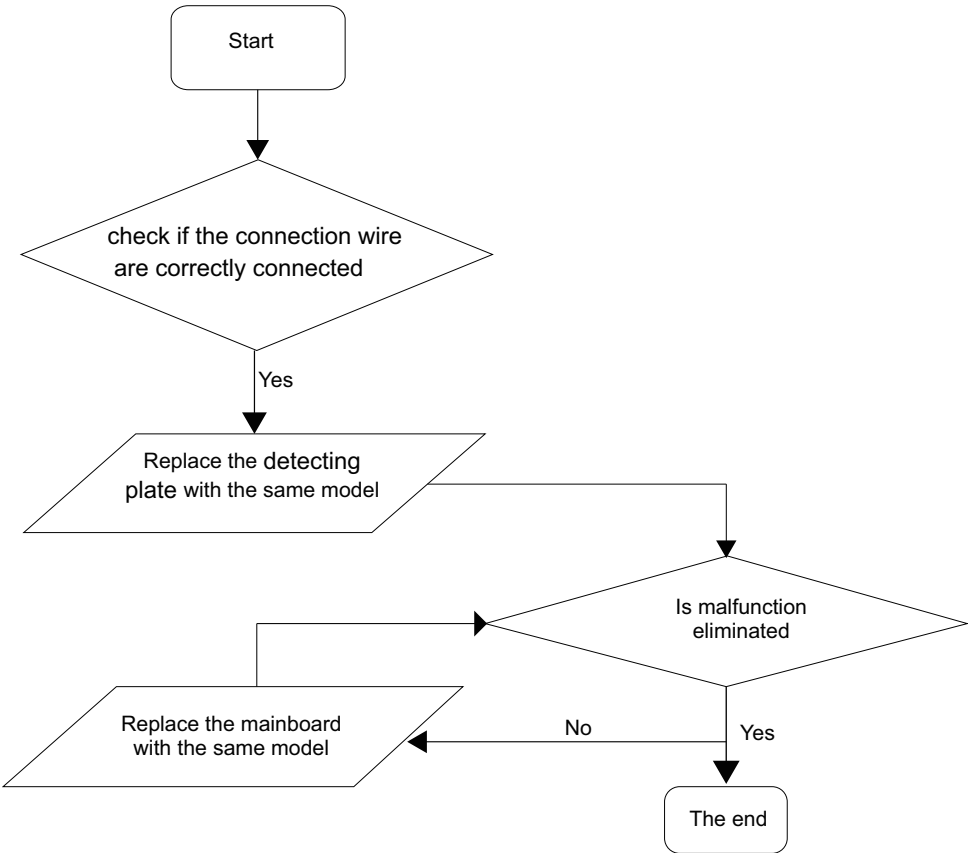 Start
check if the connection wire
are correctly connected
Yes
Replace the detecting
plate with the same model
Is malfunction
eliminated
Replace the mainboard
with the same model
No
Yes
The end